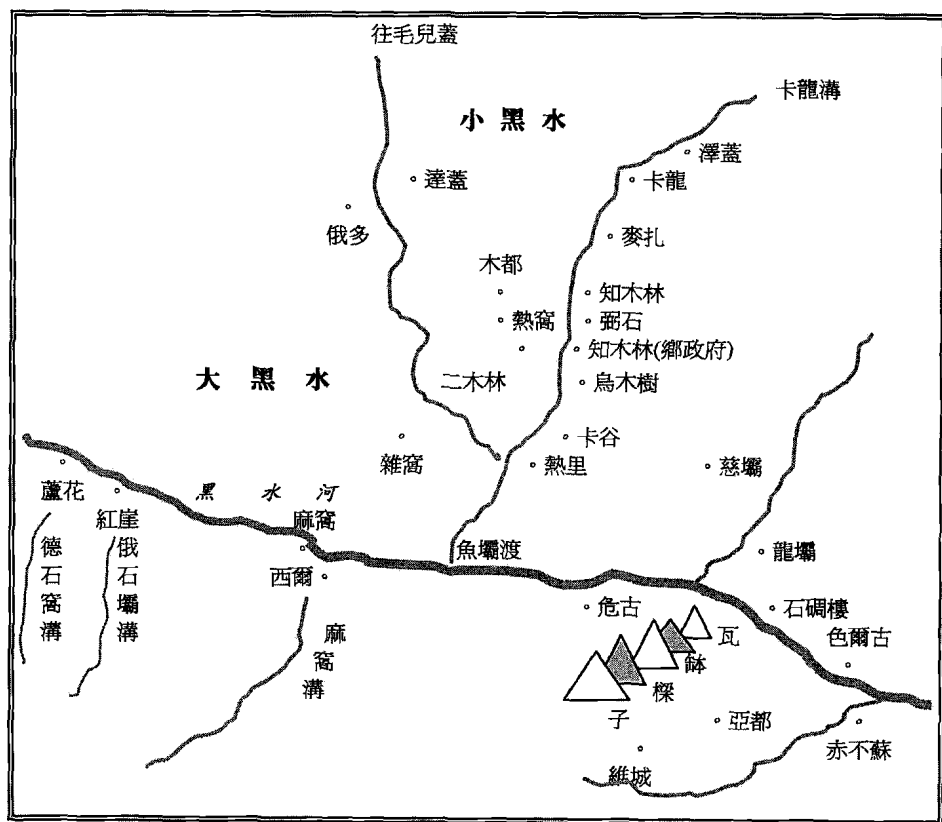 往毛兒蓋
卡龍溝
小黑水
澤蓋
達蓋
卡龍
俄多
麥扎
木都
知木林
熱窩
弼石
知木林(鄉政府)
大黑水
二木林
烏木樹
卡谷
雜窩
熱里
慈壩
蘆花
黑水河
紅崖
麻窩
魚壩渡
龍壩
德石窩溝
俄石壩溝
西爾
危古
石碉樓
麻窩溝
瓦
色爾古
缽
樑
子
亞都
赤不蘇
維城